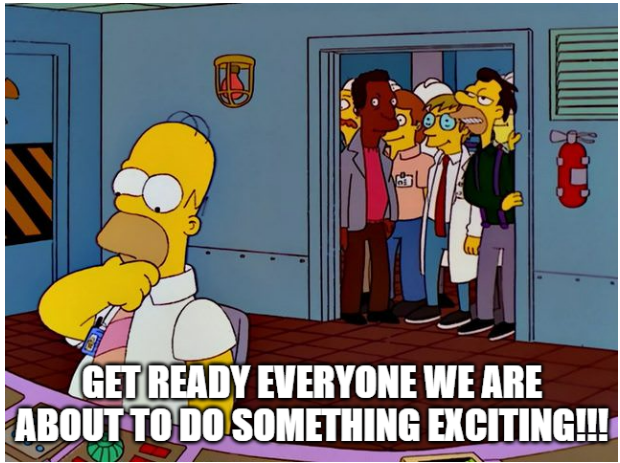 GET READY EVERYONE WE ARE
ABOUT TO DO SOMETHING EXCITING!!!